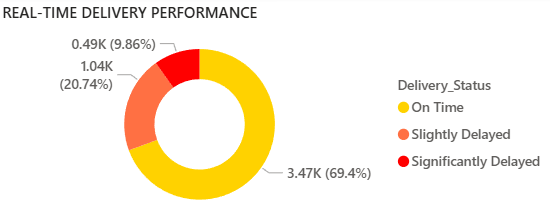 REAL-TIME DELIVERY PERFORMANCE
0.49K (9.86%)
1.04K
(20.74%)
3.47K (69.4%)
Delivery_Status
On Time
Slightly Delayed
Significantly Delayed